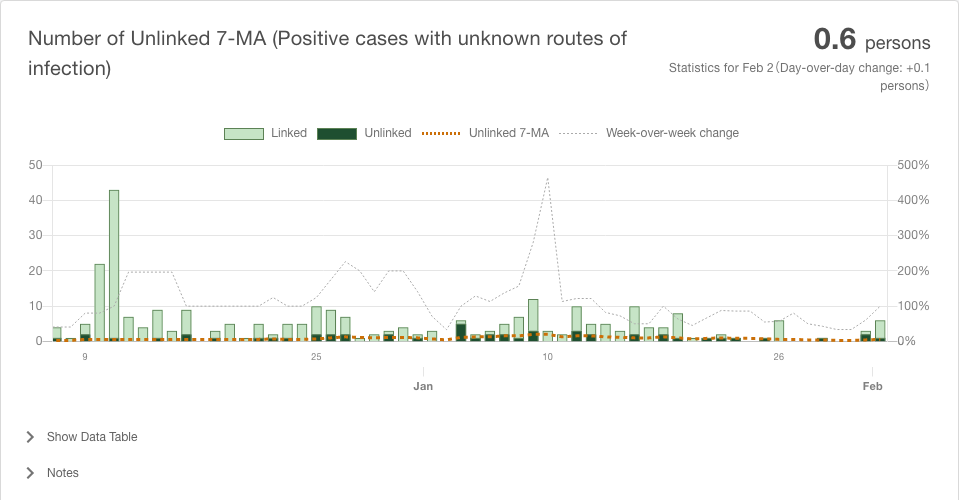 Number of Unlinked 7-MA (Positive cases with unknown routes of
infection)
0.6 persons
Statistics for Feb 2 (Day-over-day change: +0.1
persons)
Linked
Unlinked
Unlinked 7-MA
Week-over-week change
50
500%
40
400%
30
300%
20
200%
10
100%
0
0%
9
25
10
26
Jan
Feb
Show Data Table
Notes